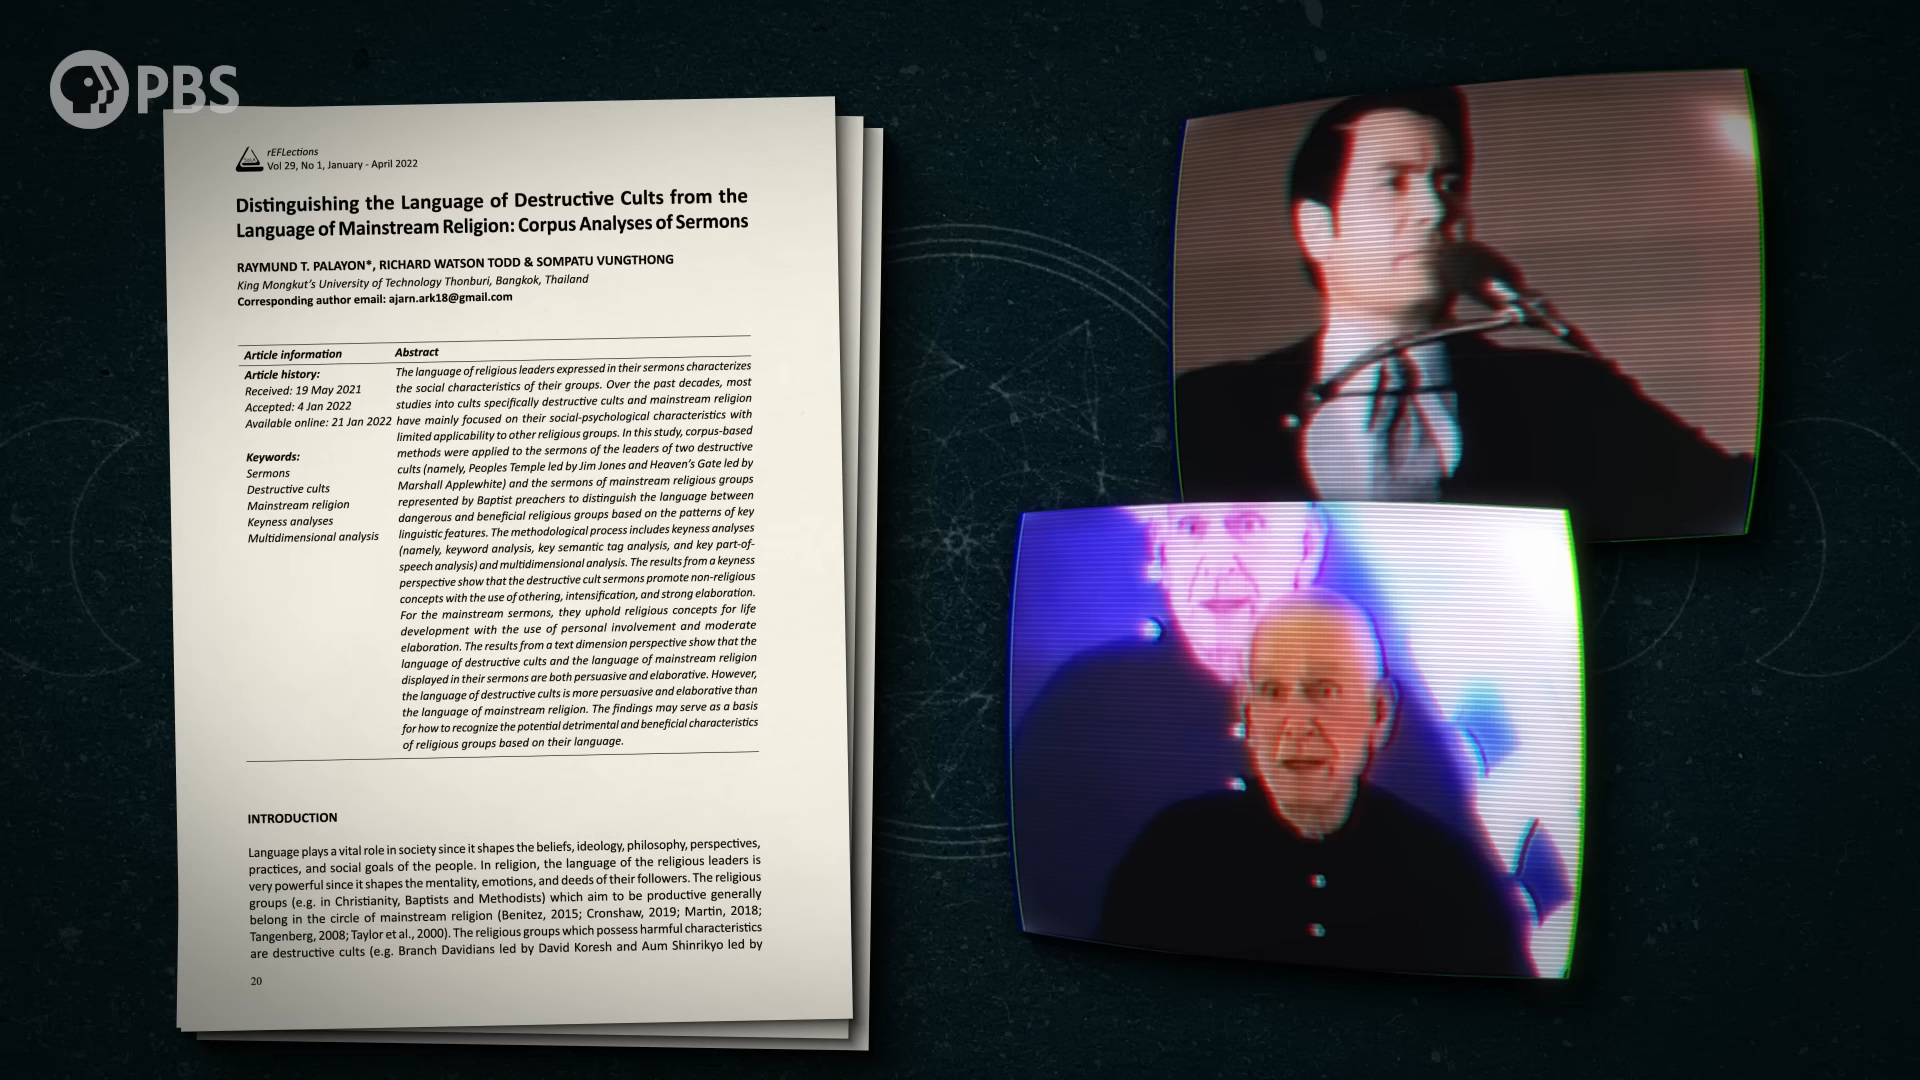 PBS
rEFLections
Vol 29, No 1, January - April 2022
Distinguishing the Language of Destructive Cults from the
Language of Mainstream Religion: Corpus Analyses of Sermons
RAYMUND T. PALAYON*, RICHARD WATSON TODD & SOMPATU VUNGTHONG
King Mongkut's University of Technology Thonburi, Bangkok, Thailand
Corresponding author email: ajarn.ark18@gmail.com
Article information
Article history:
Received: 19 May 2021
Accepted: 4 Jan 2022
Available online: 21 Jan 2022
Keywords:
Sermons
Destructive cults
Mainstream religion
Keyness analyses
Multidimensional analysis
Abstract
The language of religious leaders expressed in their sermons characterizes
the social characteristics of their groups. Over the past decades, most
studies into cults specifically destructive cults and mainstream religion
have mainly focused on their social-psychological characteristics with
limited applicability to other religious groups. In this study, corpus-based
methods were applied to the sermons of the leaders of two destructive
cults (namely, Peoples Temple led by Jim Jones and Heaven's Gate led by
Marshall Applewhite) and the sermons of mainstream religious groups
represented by Baptist preachers to distinguish the language between
dangerous and beneficial religious groups based on the patterns of key
linguistic features. The methodological process includes keyness analyses
(namely, keyword analysis, key semantic tag analysis, and key part-of-
speech analysis) and multidimensional analysis. The results from a keyness
perspective show that the destructive cult sermons promote non-religious
concepts with the use of othering, intensification, and strong elaboration.
For the mainstream sermons, they uphold religious concepts for life
development with the use of personal involvement and moderate
elaboration. The results from a text dimension perspective show that the
language of destructive cults and the language of mainstream religion
displayed in their sermons are both persuasive and elaborative. However,
the language of destructive cults is more persuasive and elaborative than
the language of mainstream religion. The findings may serve as a basis
for how to recognize the potential detrimental and beneficial characteristics
of religious groups based on their language.
INTRODUCTION
Language plays a vital role in society since it shapes the beliefs, ideology, philosophy, perspectives,
practices, and social goals of the people. In religion, the language of the religious leaders is
very powerful since it shapes the mentality, emotions, and deeds of their followers. The religious
groups (e.g. in Christianity, Baptists and Methodists) which aim to be productive generally
belong in the circle of mainstream religion (Benitez, 2015; Cronshaw, 2019; Martin, 2018;
Tangenberg, 2008; Taylor et al., 2000). The religious groups which possess harmful characteristics
are destructive cults (e.g. Branch Davidians led by David Koresh and Aum Shinrikyo led by
20